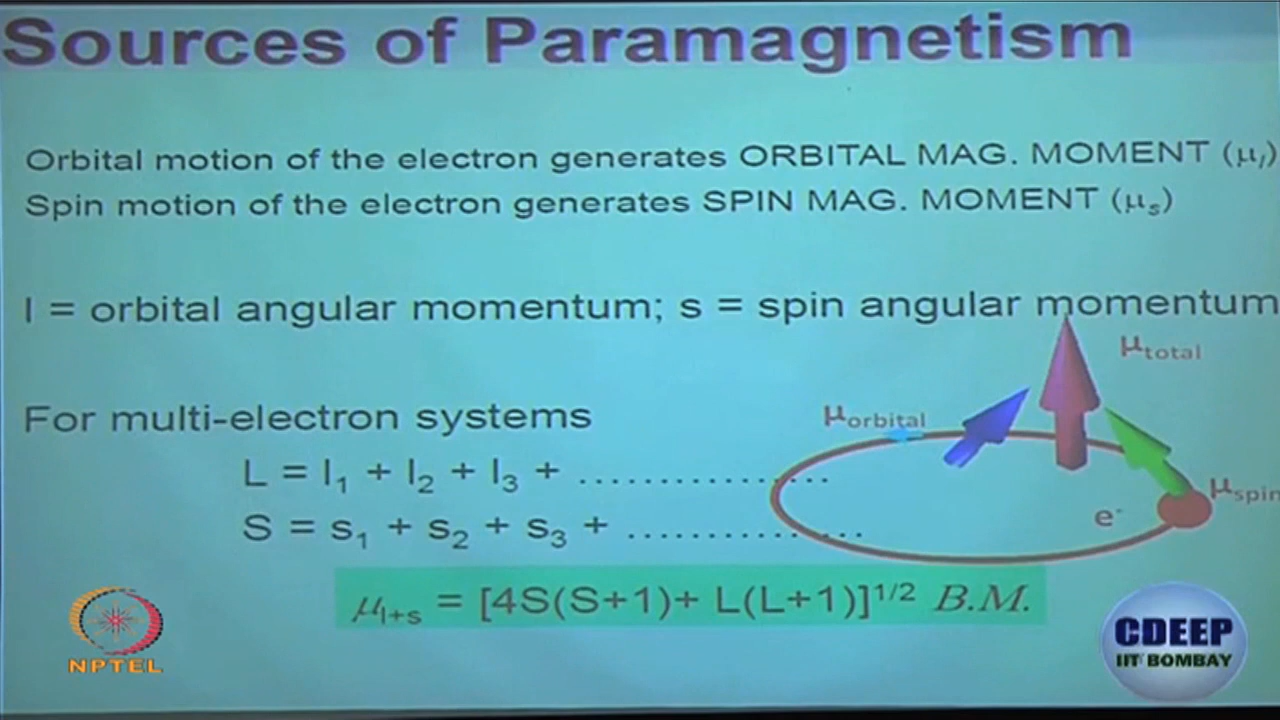 Sources of Paramagnetism
Orbital motion of the electron generates ORBITAL MAG. MOMENT (μl)
Spin motion of the electron generates SPIN MAG. MOMENT (μs)
l = orbital angular momentum; s = spin angular momentum
μtotal
For multi-electron systems
μorbital
L = l1 + l2 + l3 + ...............
μspin
e-
S = s1 + s2 + s3 + ..............
μl+s = [4S(S+1)+ L(L+1)]1/2 B.M.
NPTEL
CDEEP
IIT BOMBAY